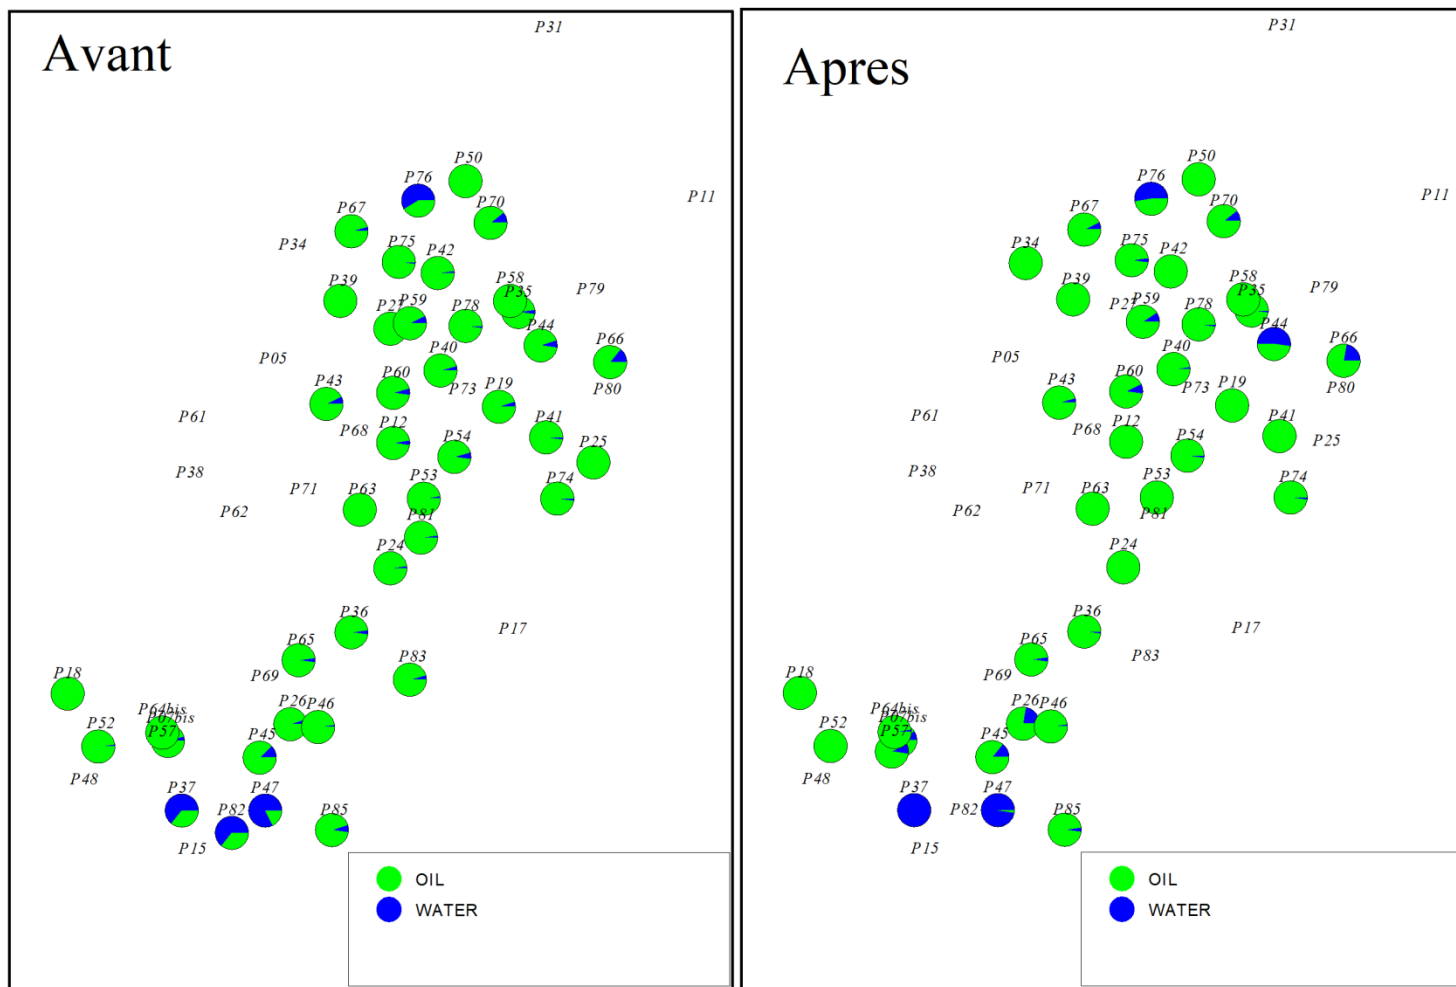 Avant
P31
P50
P76
P11
P67
P70
P34
P75
P42
P39
P58
P79
P27
P59
P35
P78
P44
P66
P05
P40
P43
P60
P73
P19
P80
P61
P68
P12
P54
P41
P25
P38
P71
P63
P53
P74
P62
P81
P24
P36
P17
P65
P83
P18
P69
P64bis
P26
P46
P52
P07bis
P57
P45
P48
P37
P82
P47
P85
P15
OIL
WATER
Apres
P31
P50
P76
P11
P67
P70
P34
P75
P42
P39
P58
P79
P27
P59
P35
P78
P44
P66
P05
P40
P43
P60
P73
P19
P80
P61
P68
P12
P54
P41
P25
P38
P71
P63
P53
P74
P62
P81
P24
P36
P17
P65
P83
P18
P69
P64bis
P26
P46
P52
P07bis
P57
P45
P48
P37
P82
P47
P85
P15
OIL
WATER